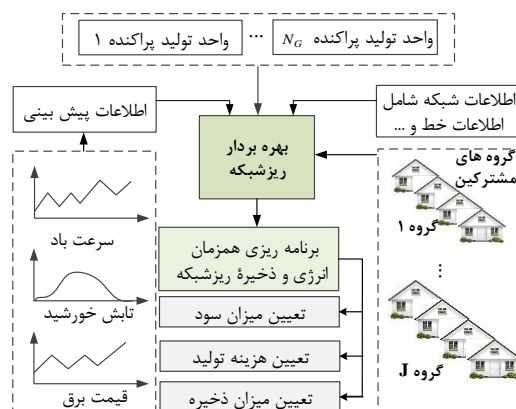 واحد تولید پراکنده ۱
...
واحد تولید پراکنده N_G
اطلاعات پیش بینی
اطلاعات شبکه شامل
اطلاعات خط و ...
بهره بردار
ریزشبکه
گروه های
مشترکین
گروه ۱
...
گروه J
سرعت باد
تابش خورشید
قیمت برق
برنامه ریزی همزمان
انرژی و ذخیرۀ ریزشبکه
تعیین میزان سود
تعیین هزینه تولید
تعیین میزان ذخیره